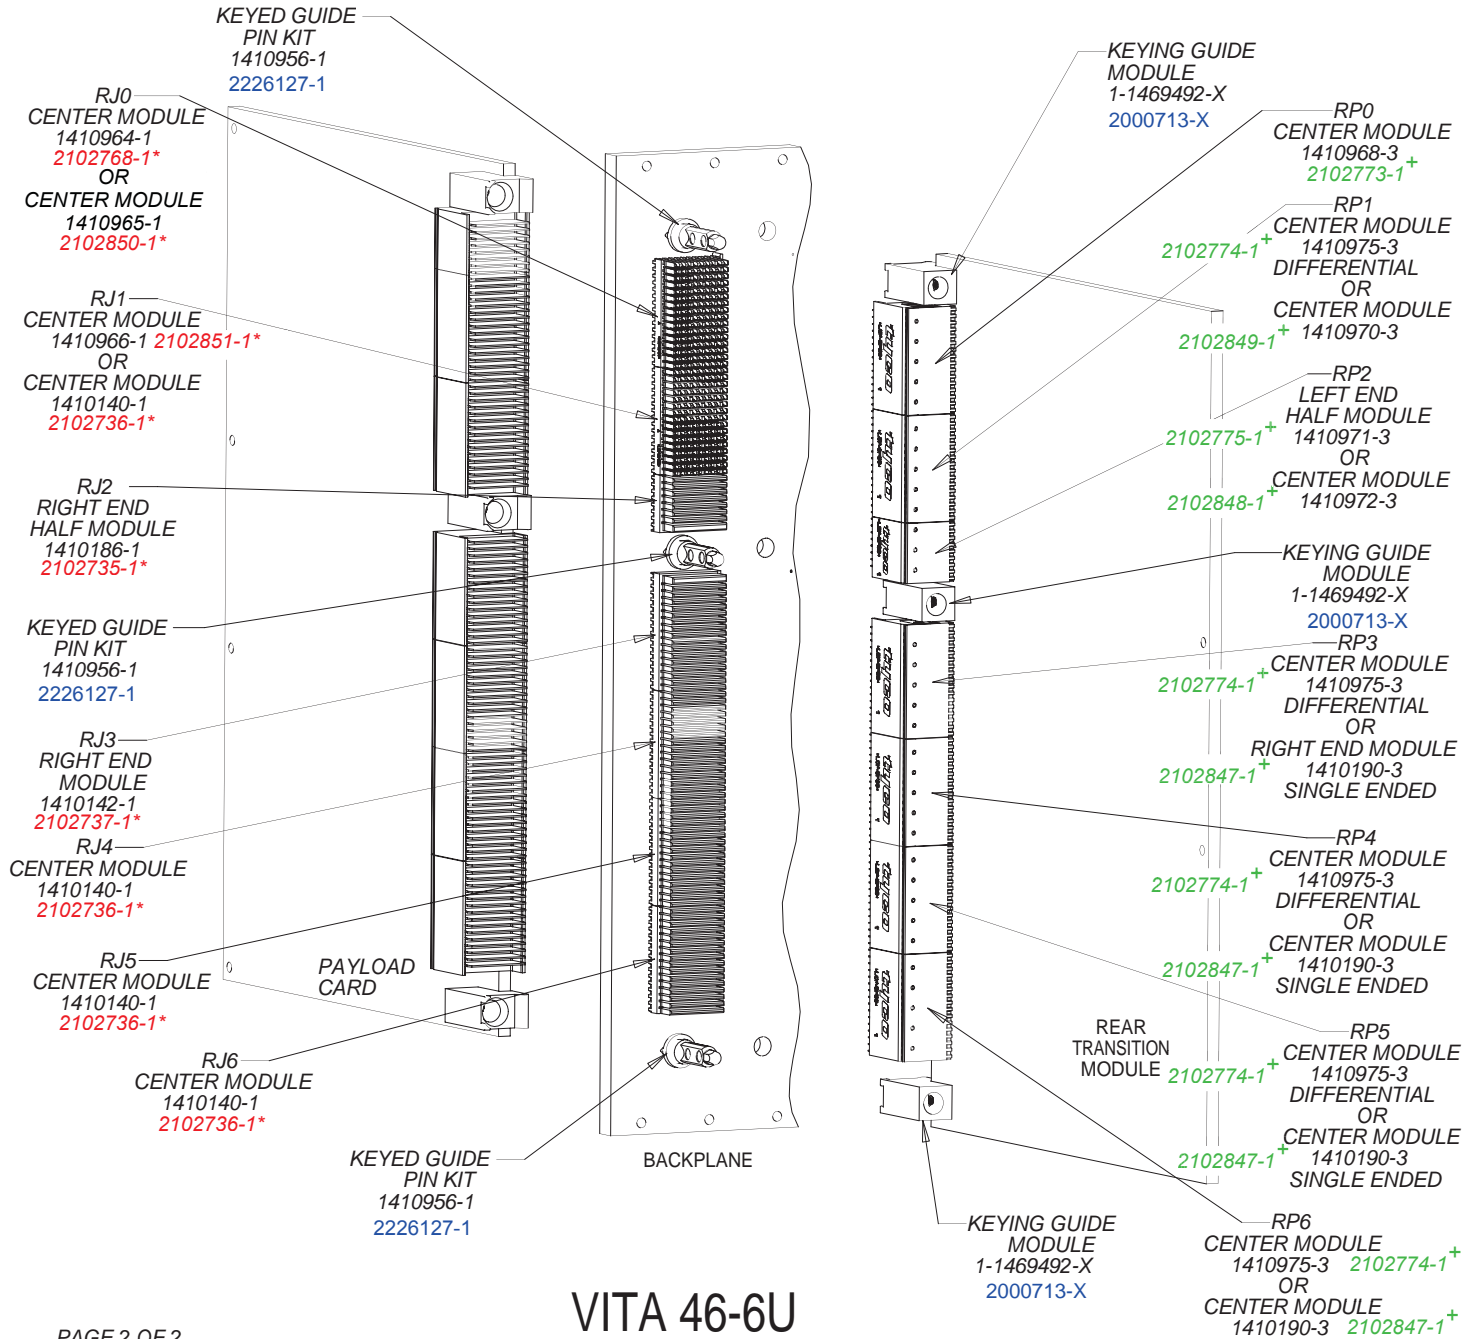 KEYED GUIDE
PIN KIT
1410956-1
2226127-1
RJ0
CENTER MODULE
1410964-1
2102768-1*
OR
CENTER MODULE
1410965-1
2102850-1*
RJ1
CENTER MODULE
1410966-1 2102851-1*
OR
CENTER MODULE
1410140-1
2102736-1*
RJ2
RIGHT END
HALF MODULE
1410186-1
2102735-1*
KEYED GUIDE
PIN KIT
1410956-1
2226127-1
RJ3
RIGHT END
MODULE
1410142-1
2102737-1*
RJ4
CENTER MODULE
1410140-1
2102736-1*
RJ5
CENTER MODULE
1410140-1
2102736-1*
RJ6
CENTER MODULE
1410140-1
2102736-1*
PAYLOAD
CARD
KEYED GUIDE
PIN KIT
1410956-1
2226127-1
BACKPLANE
KEYING GUIDE
MODULE
1-1469492-X
2000713-X
RP0
CENTER MODULE
1410968-3
2102773-1+
RP1
CENTER MODULE
2102774-1+ 1410975-3
DIFFERENTIAL
OR
CENTER MODULE
2102849-1+ 1410970-3
RP2
LEFT END
HALF MODULE
2102775-1+ 1410971-3
OR
CENTER MODULE
2102848-1+ 1410972-3
KEYING GUIDE
MODULE
1-1469492-X
2000713-X
RP3
CENTER MODULE
2102774-1+ 1410975-3
DIFFERENTIAL
OR
RIGHT END MODULE
2102847-1+ 1410190-3
SINGLE ENDED
RP4
CENTER MODULE
2102774-1+ 1410975-3
DIFFERENTIAL
OR
CENTER MODULE
2102847-1+ 1410190-3
SINGLE ENDED
REAR
TRANSITION
MODULE
RP5
CENTER MODULE
2102774-1+ 1410975-3
DIFFERENTIAL
OR
CENTER MODULE
2102847-1+ 1410190-3
SINGLE ENDED
KEYING GUIDE
MODULE
1-1469492-X
2000713-X
RP6
CENTER MODULE
1410975-3 2102774-1+
OR
CENTER MODULE
1410190-3 2102847-1+
tyco
tyco
tyco
tyco
tyco
tyco
tyco
VITA 46-6U
PAGE 2 OF 2